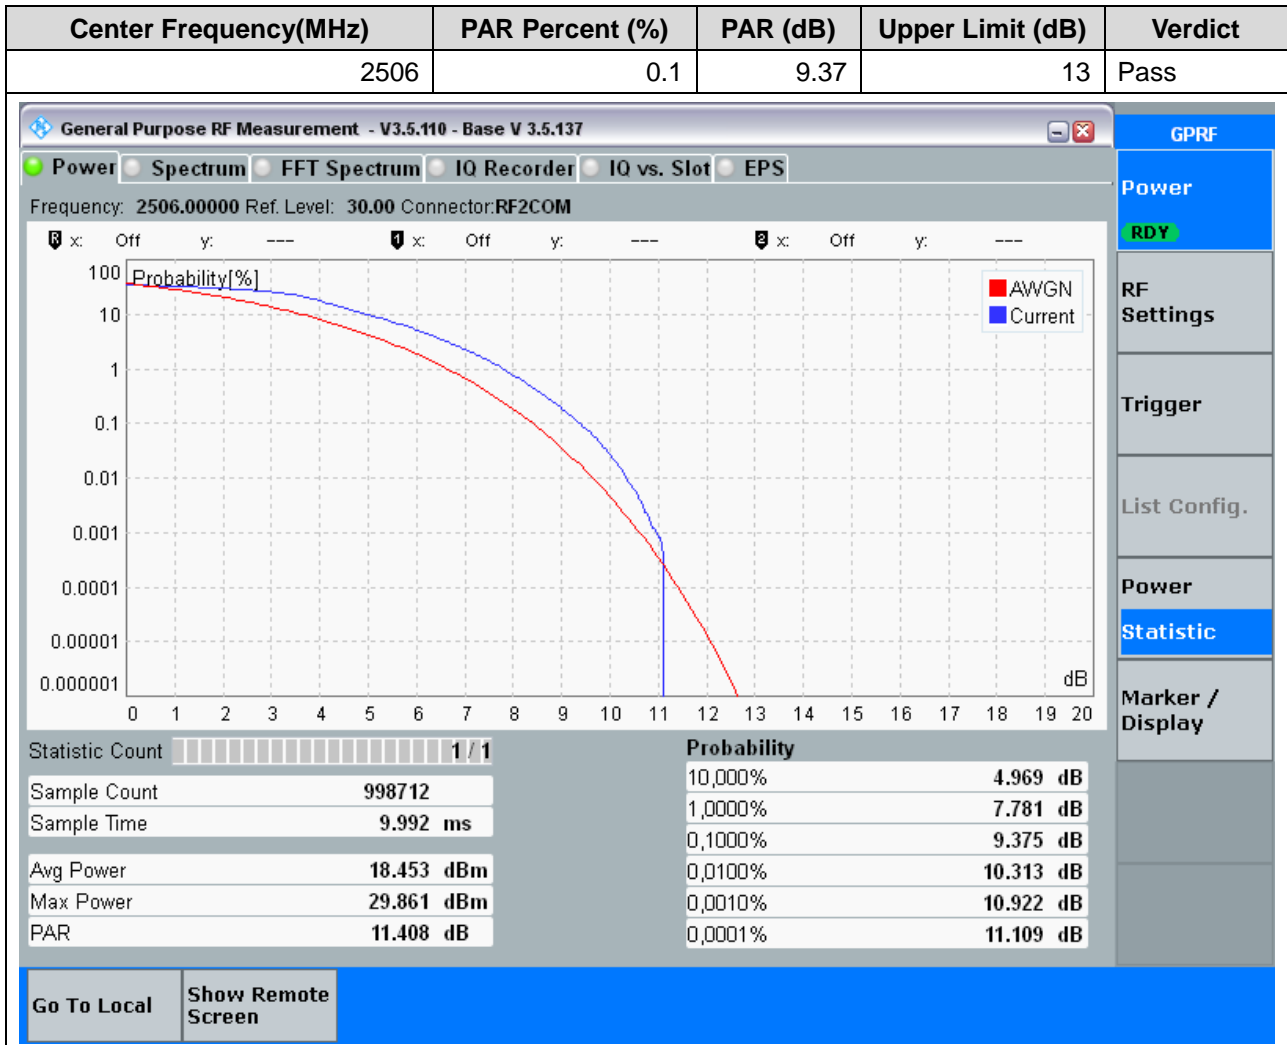 Center Frequency(MHz) PAR Percent (%) PAR (dB) Upper Limit (dB) Verdict
2506 0.1 9.37 13 Pass
General Purpose RF Measurement - V3.5.110 - Base V 3.5.137
GPRF
Power Spectrum FFT Spectrum IQ Recorder IQ vs. Slot EPS
Power
RDY
Frequency: 2506.00000 Ref. Level: 30.00 Connector:RF2COM
R x: Off y: --- 1 x: Off y: --- 2 x: Off y: ---
Probability[%]
AWGN
Current
100
10
1
0.1
0.01
0.001
0.0001
0.00001
0.000001
dB
0 1 2 3 4 5 6 7 8 9 10 11 12 13 14 15 16 17 18 19 20
RF
Settings
Trigger
List Config.
Power
Statistic
Marker /
Display
Statistic Count 1 / 1
Sample Count 998712
Sample Time 9.992 ms
Avg Power 18.453 dBm
Max Power 29.861 dBm
PAR 11.408 dB
Probability
10,000% 4.969 dB
1,0000% 7.781 dB
0,1000% 9.375 dB
0,0100% 10.313 dB
0,0010% 10.922 dB
0,0001% 11.109 dB
Go To Local
Show Remote
Screen